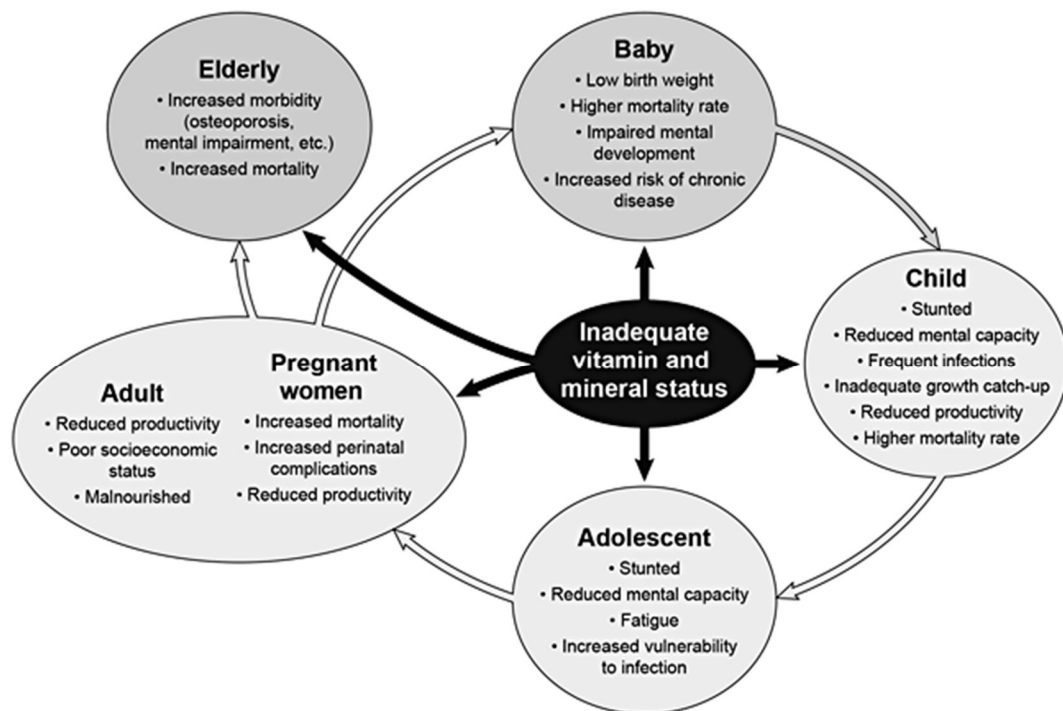 Elderly
• Increased morbidity
(osteoporosis,
mental impairment, etc.)
• Increased mortality
Baby
• Low birth weight
• Higher mortality rate
• Impaired mental
development
• Increased risk of chronic
disease
Child
• Stunted
• Reduced mental capacity
• Frequent infections
• Inadequate growth catch-up
• Reduced productivity
• Higher mortality rate
Inadequate
vitamin and
mineral status
Adult
• Reduced productivity
• Poor socioeconomic
status
• Malnourished
Pregnant
women
• Increased mortality
• Increased perinatal
complications
• Reduced productivity
Adolescent
• Stunted
• Reduced mental capacity
• Fatigue
• Increased vulnerability
to infection